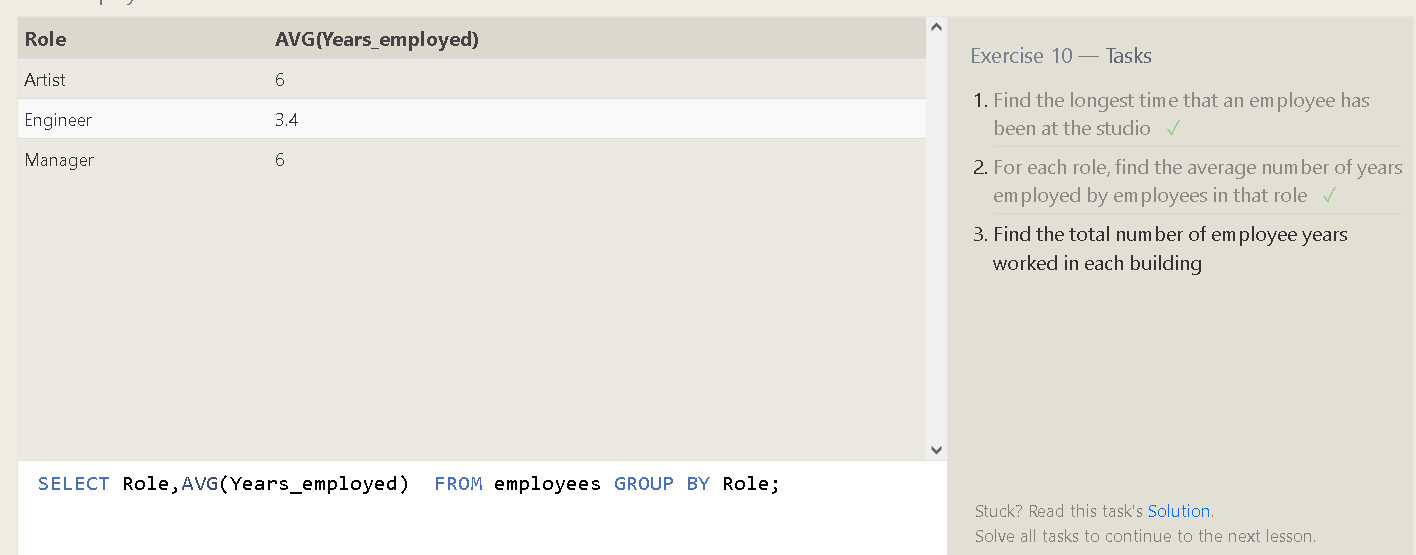 Role AVG(Years_employed)
Artist 6
Engineer 3.4
Manager 6
SELECT Role,AVG(Years_employed)  FROM employees GROUP BY Role;
Exercise 10 — Tasks
1. Find the longest time that an employee has
been at the studio ✓
2. For each role, find the average number of years
employed by employees in that role ✓
3. Find the total number of employee years
worked in each building
Stuck? Read this task's Solution.
Solve all tasks to continue to the next lesson.